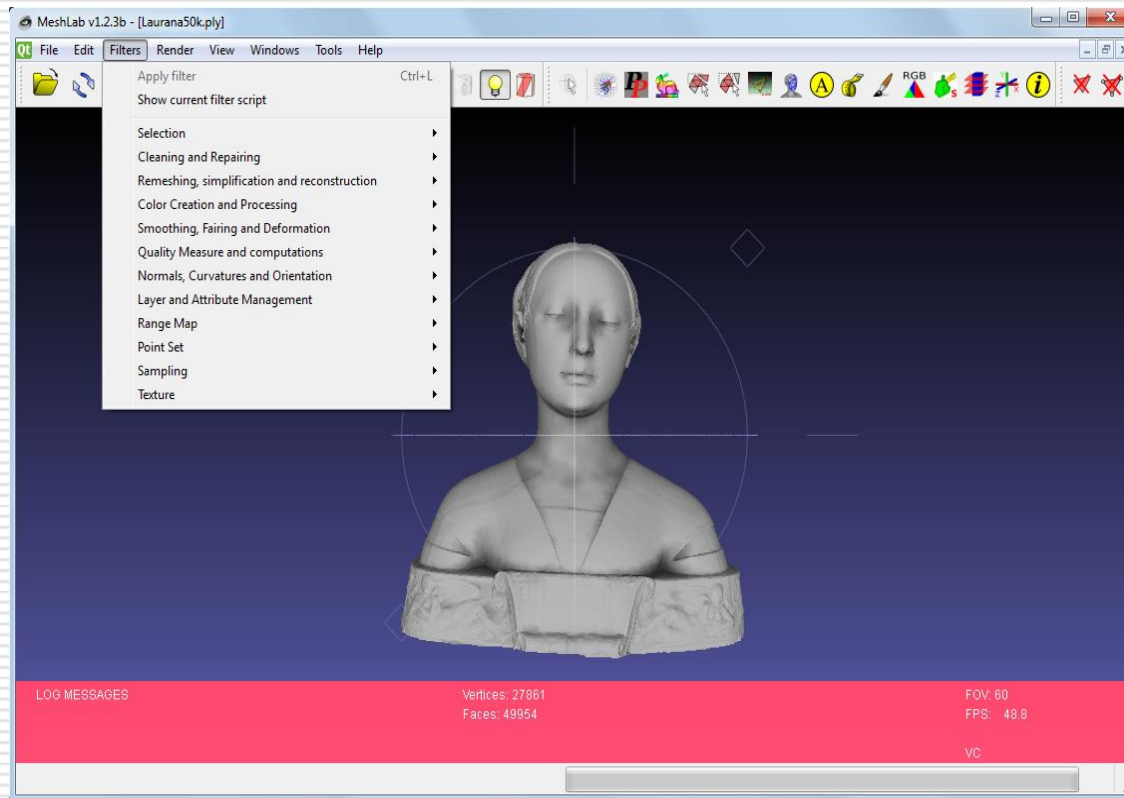 MeshLab v1.2.3b - [Laurana50k.ply]
Qt File Edit Filters Render View Windows Tools Help
Apply filter Ctrl+L
Show current filter script
Selection
Cleaning and Repairing
Remeshing, simplification and reconstruction
Color Creation and Processing
Smoothing, Fairing and Deformation
Quality Measure and computations
Normals, Curvatures and Orientation
Layer and Attribute Management
Range Map
Point Set
Sampling
Texture
A RGB s i
LOG MESSAGES Vertices: 27861 FOV: 60
Faces: 49954 FPS: 48.8
VC